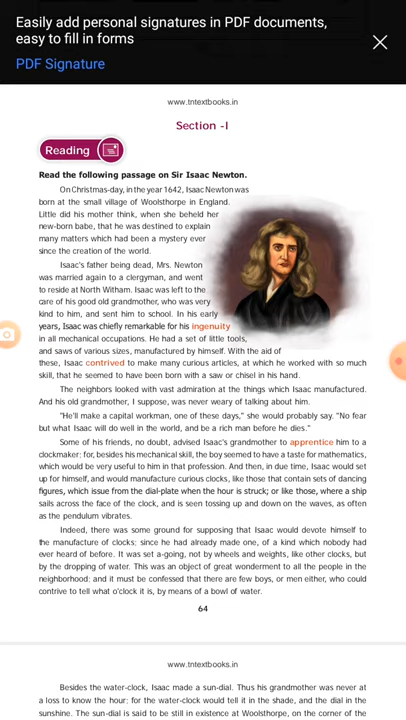 Easily add personal signatures in PDF documents,
easy to fill in forms
PDF Signature
www.tntextbooks.in
Section -I
Reading
Read the following passage on Sir Isaac Newton.
On Christmas-day, in the year 1642, Isaac Newton was
born at the small village of Woolsthorpe in England.
Little did his mother think, when she beheld her
new-born babe, that he was destined to explain
many matters which had been a mystery ever
since the creation of the world.
Isaac's father being dead, Mrs. Newton
was married again to a clergyman, and went
to reside at North Witham. Isaac was left to the
care of his good old grandmother, who was very
kind to him, and sent him to school. In his early
years, Isaac was chiefly remarkable for his ingenuity
in all mechanical occupations. He had a set of little tools,
and saws of various sizes, manufactured by himself. With the aid of
these, Isaac contrived to make many curious articles, at which he worked with so much
skill, that he seemed to have been born with a saw or chisel in his hand.
The neighbors looked with vast admiration at the things which Isaac manufactured.
And his old grandmother, I suppose, was never weary of talking about him.
"He'll make a capital workman, one of these days," she would probably say. "No fear
but what Isaac will do well in the world, and be a rich man before he dies."
Some of his friends, no doubt, advised Isaac's grandmother to apprentice him to a
clockmaker; for, besides his mechanical skill, the boy seemed to have a taste for mathematics,
which would be very useful to him in that profession. And then, in due time, Isaac would set
up for himself, and would manufacture curious clocks, like those that contain sets of dancing
figures, which issue from the dial-plate when the hour is struck; or like those, where a ship
sails across the face of the clock, and is seen tossing up and down on the waves, as often
as the pendulum vibrates.
Indeed, there was some ground for supposing that Isaac would devote himself to
the manufacture of clocks; since he had already made one, of a kind which nobody had
ever heard of before. It was set a-going, not by wheels and weights, like other clocks, but
by the dropping of water. This was an object of great wonderment to all the people in the
neighborhood; and it must be confessed that there are few boys, or men either, who could
contrive to tell what o'clock it is, by means of a bowl of water.
64
www.tntextbooks.in
Besides the water-clock, Isaac made a sun-dial. Thus his grandmother was never at
a loss to know the hour; for the water-clock would tell it in the shade, and the dial in the
sunshine. The sun-dial is said to be still in existence at Woolsthorpe, on the corner of the